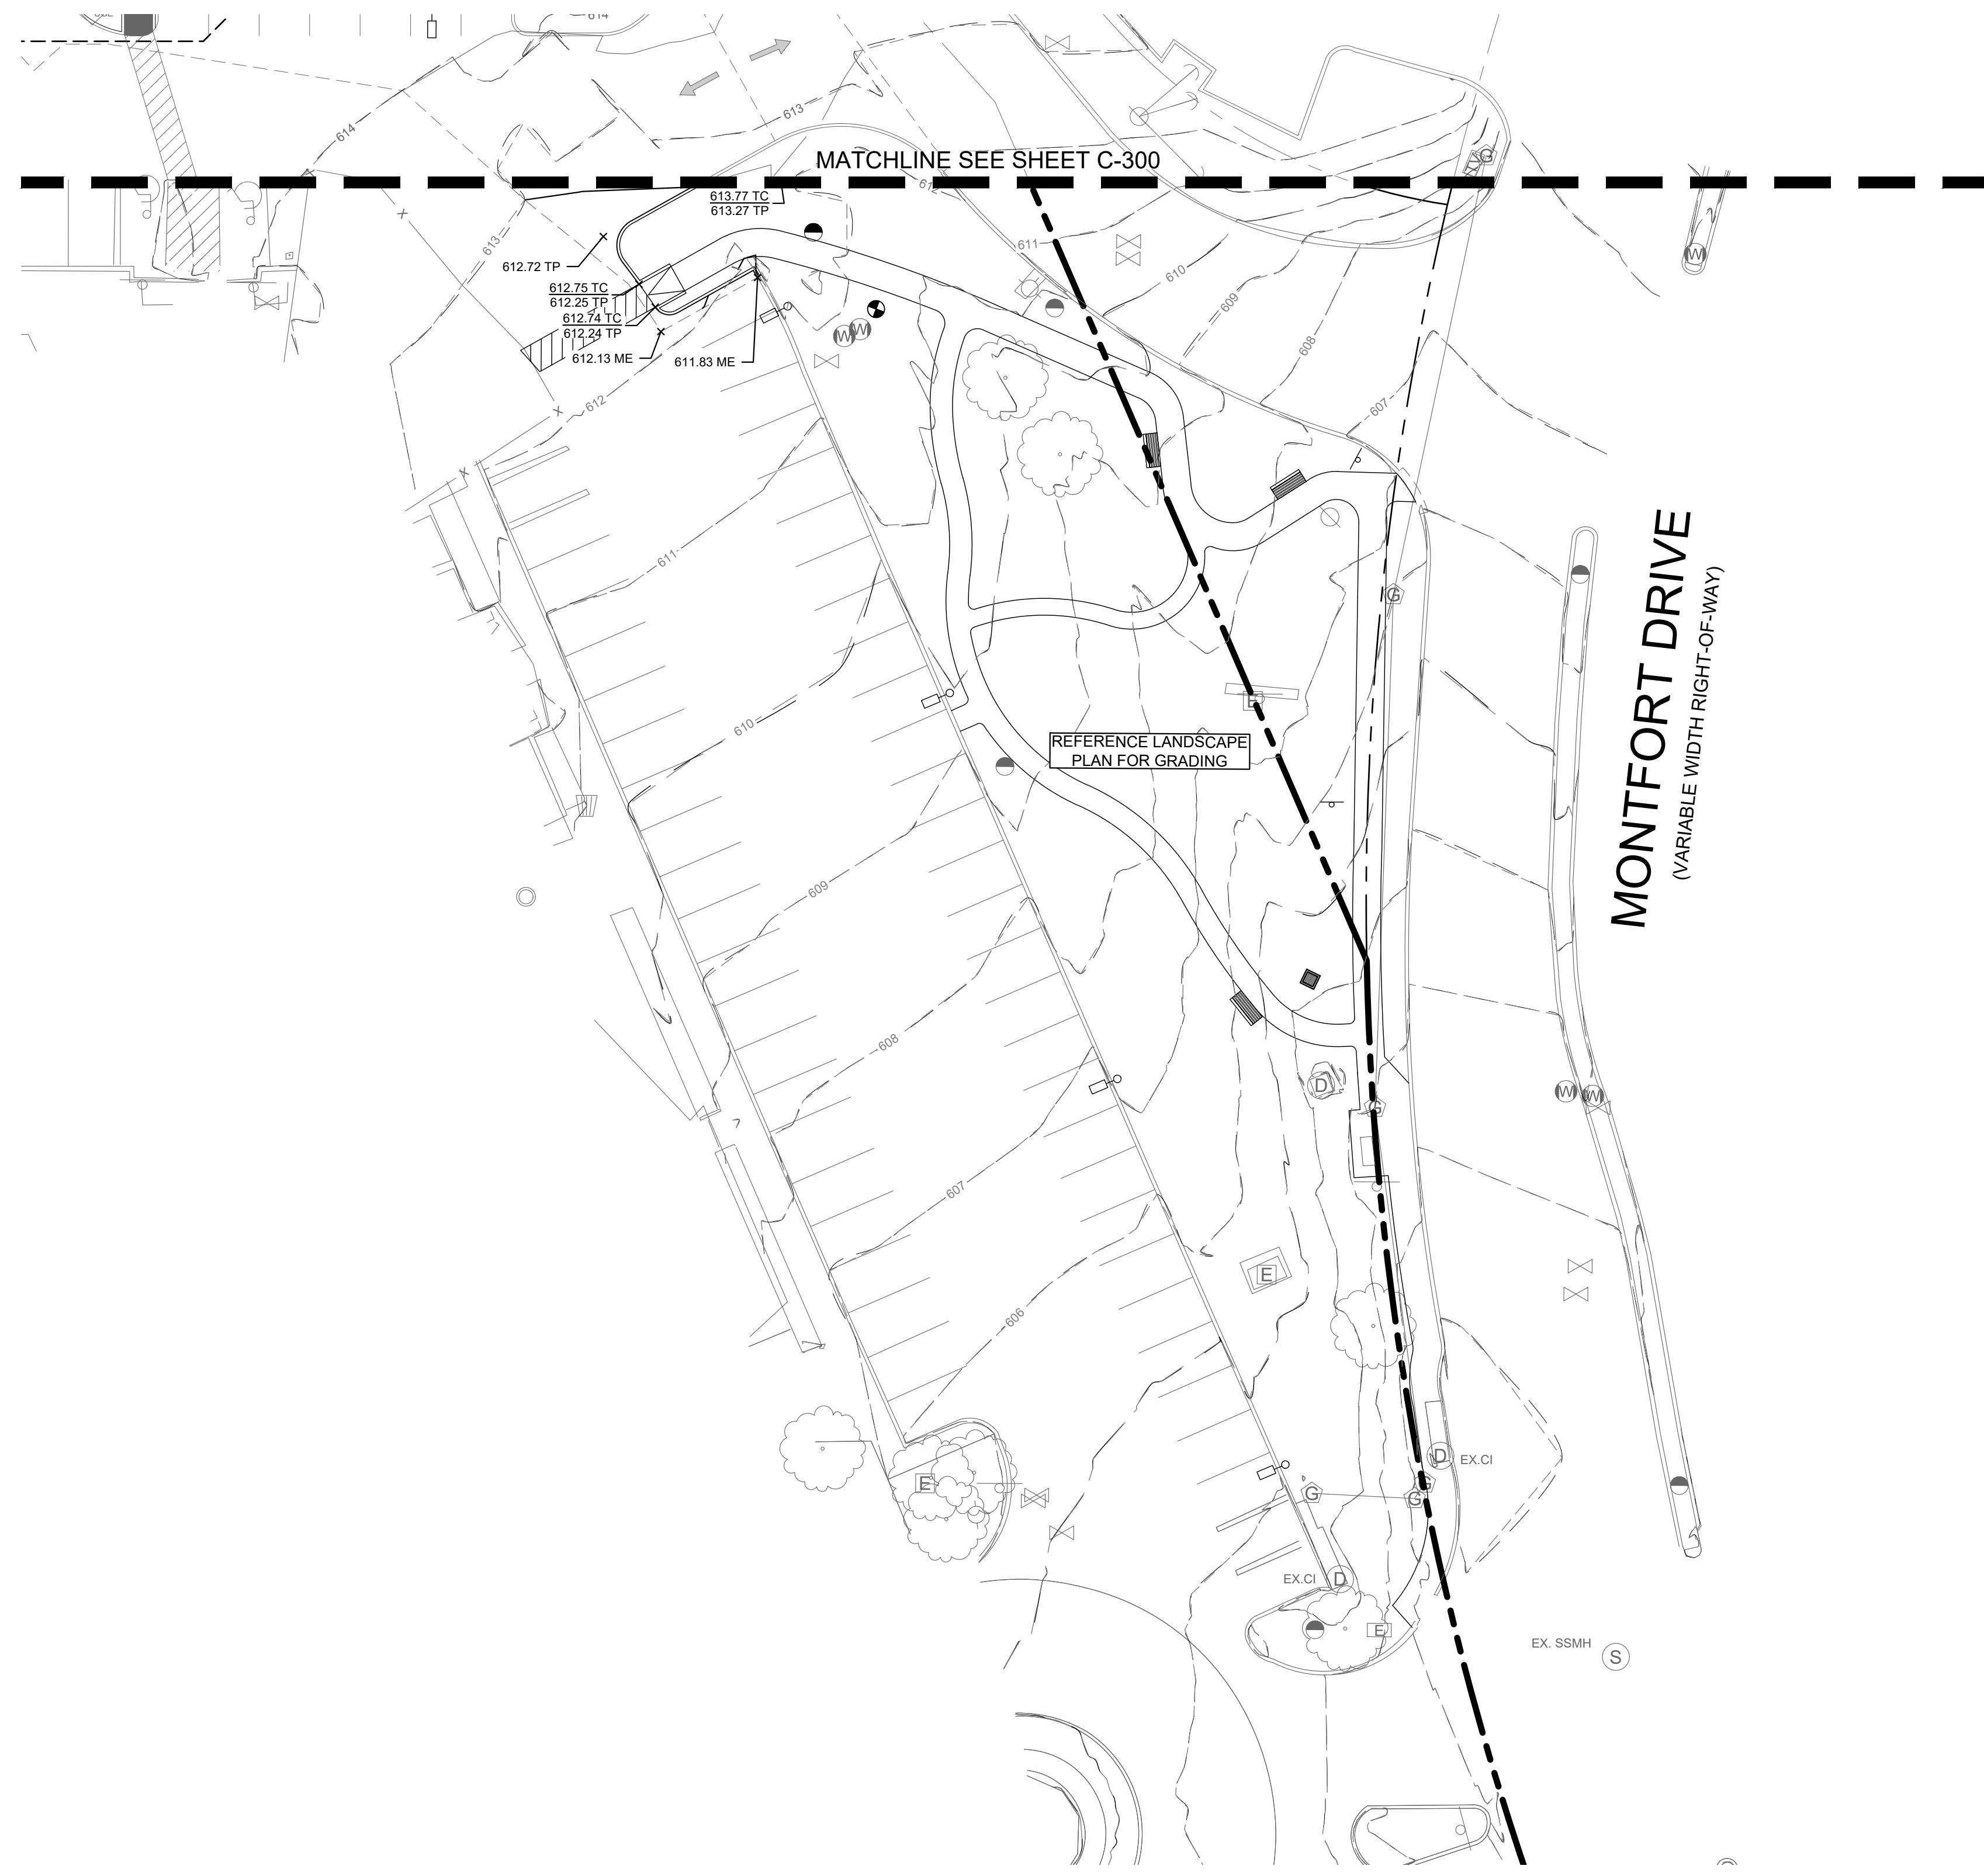 614
613
614
MATCHLINE SEE SHEET C-300
G
613.77 TC
613.27 TP
613
611
610
W
612.72 TP
612.75 TC
612.25 TP
609
612.74 TC
612.24 TP
W
W
608
612.13 ME
611.83 ME
612
607
611
MONTFORT DRIVE
(VARIABLE WIDTH RIGHT-OF-WAY)
G
E
610
REFERENCE LANDSCAPE
PLAN FOR GRADING
609
608
D
W
W
G
607
E
606
D
EX.CI
E
G
G
G
EX.CI
D
E
EX. SSMH
S